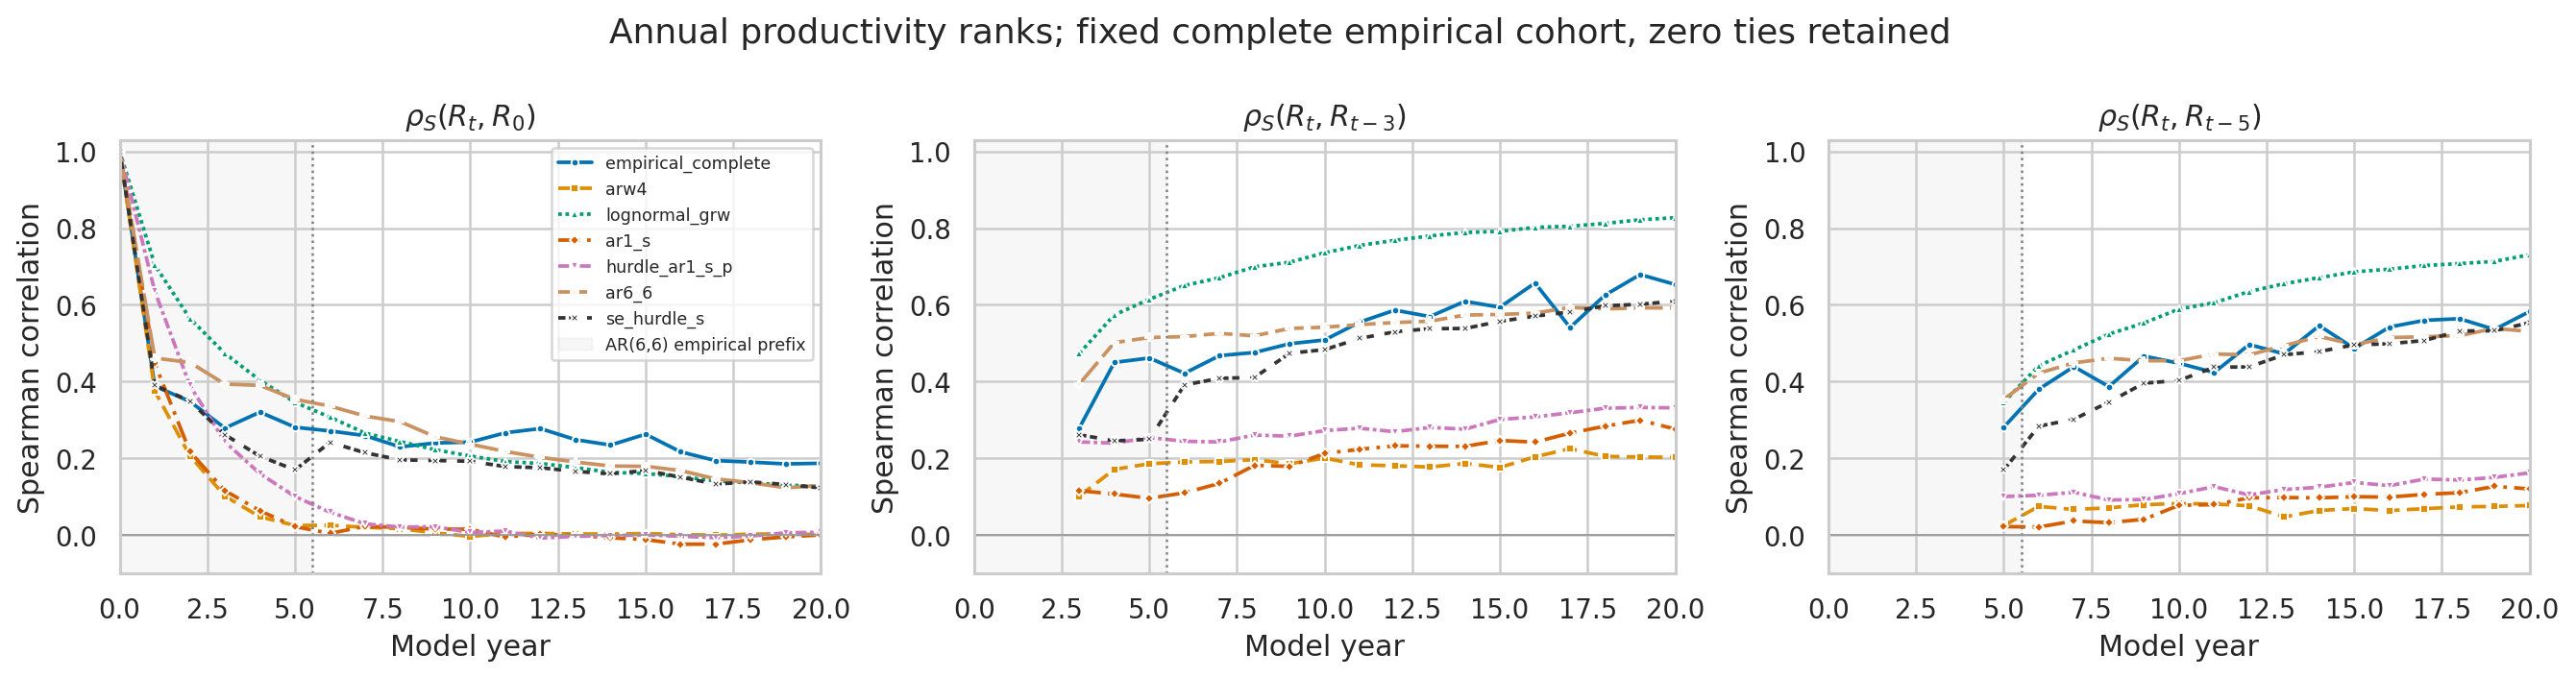 Annual productivity ranks; fixed complete empirical cohort, zero ties retained
ρS(Rt, R0)
1.0
0.8
0.6
0.4
0.2
0.0
Spearman correlation
0.0 2.5 5.0 7.5 10.0 12.5 15.0 17.5 20.0
Model year
empirical_complete
arw4
lognormal_grw
ar1_s
hurdle_ar1_s_p
ar6_6
se_hurdle_s
AR(6,6) empirical prefix
ρS(Rt, Rt−3)
1.0
0.8
0.6
0.4
0.2
0.0
Spearman correlation
0.0 2.5 5.0 7.5 10.0 12.5 15.0 17.5 20.0
Model year
ρS(Rt, Rt−5)
1.0
0.8
0.6
0.4
0.2
0.0
Spearman correlation
0.0 2.5 5.0 7.5 10.0 12.5 15.0 17.5 20.0
Model year